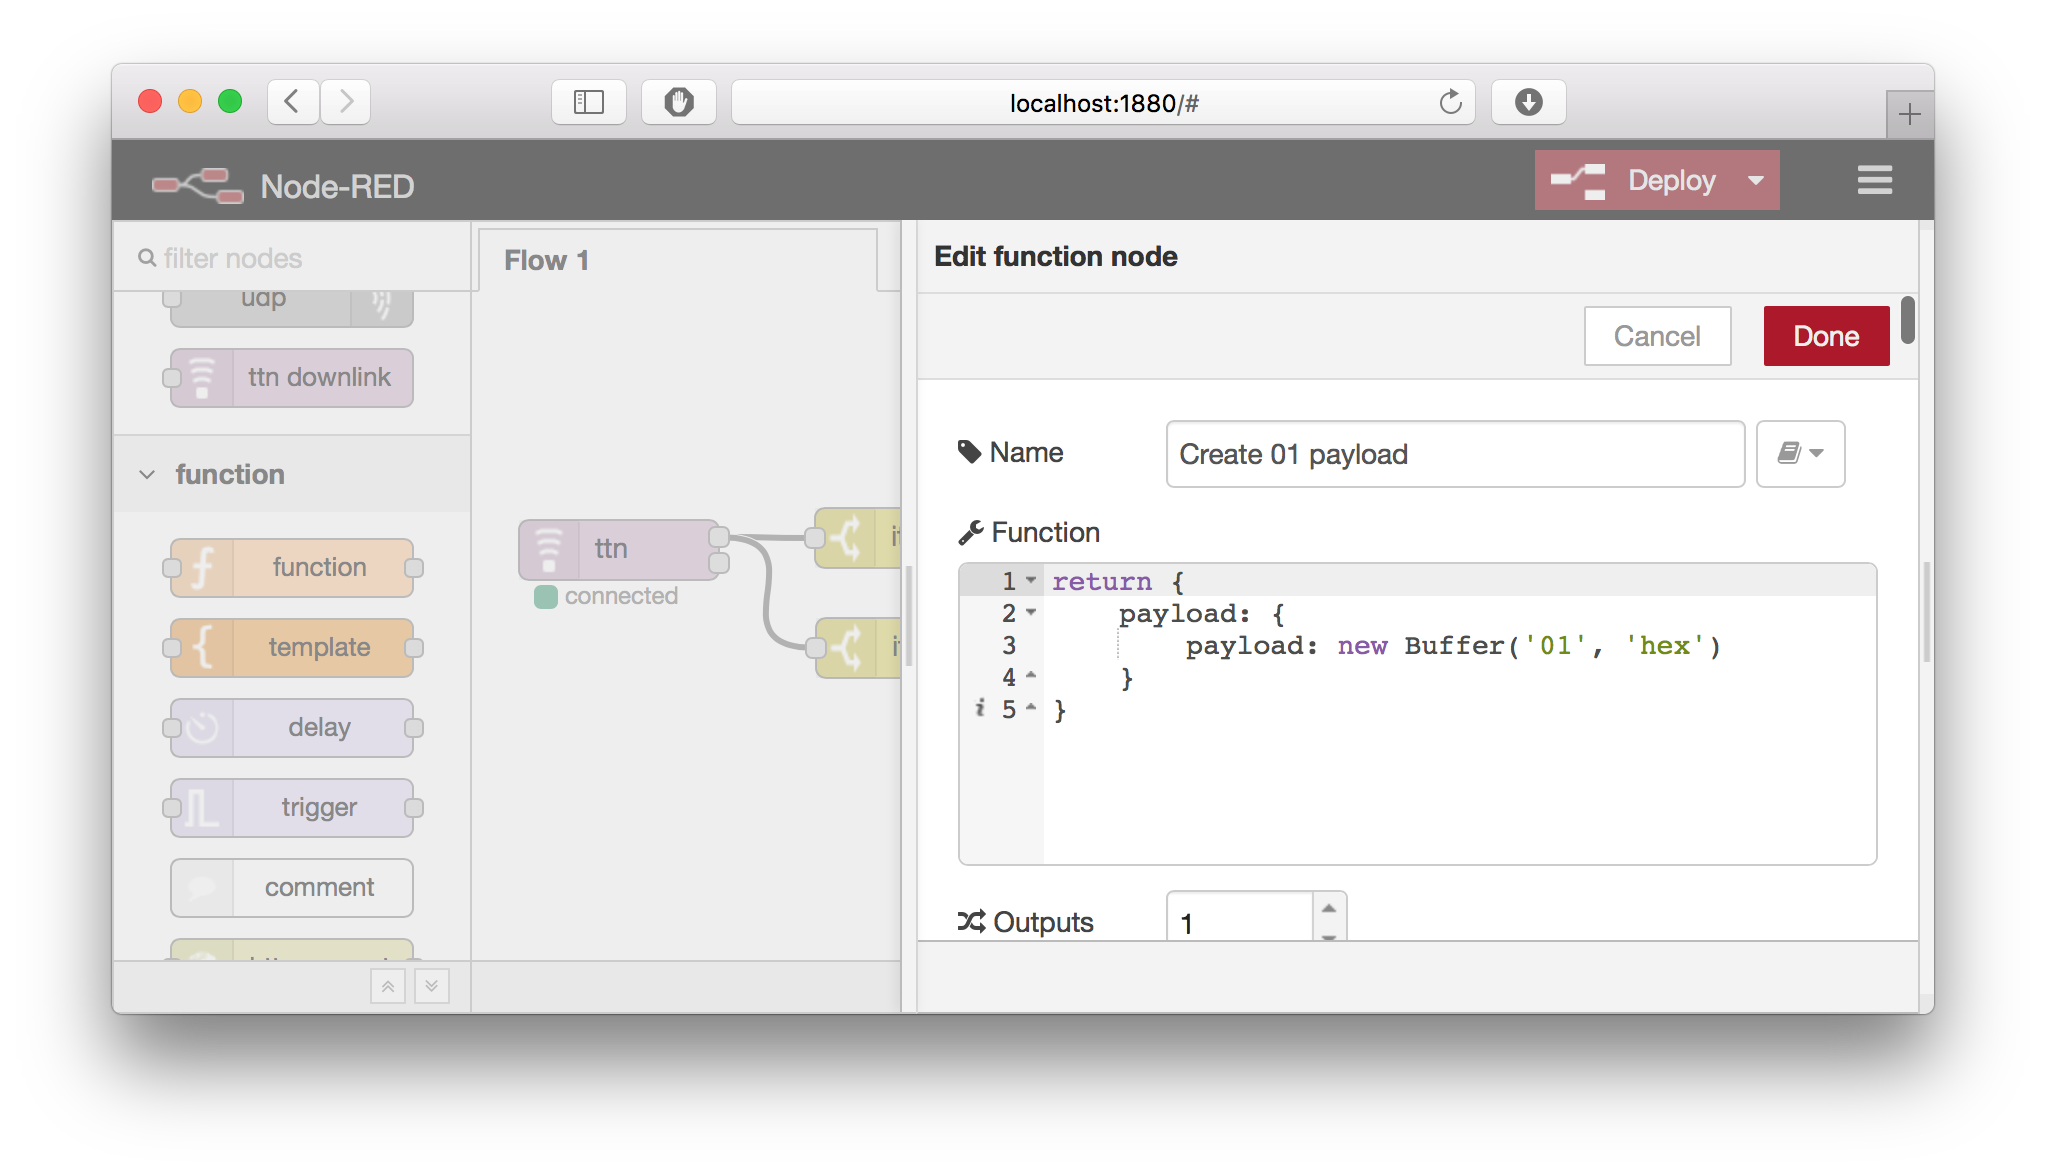 localhost:1880/#
Node-RED
Deploy
filter nodes
udp
ttn downlink
function
function
template
delay
trigger
comment
Flow 1
ttn
connected
Edit function node
Cancel
Done
Name
Create 01 payload
Function
1 return {
2 payload: {
3 payload: new Buffer('01', 'hex')
4 }
5 }
Outputs
1